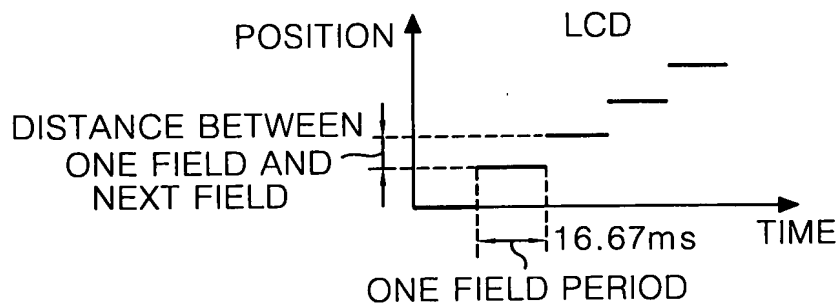 LCD
POSITION
DISTANCE BETWEEN
ONE FIELD AND
NEXT FIELD
16.67ms
TIME
ONE FIELD PERIOD